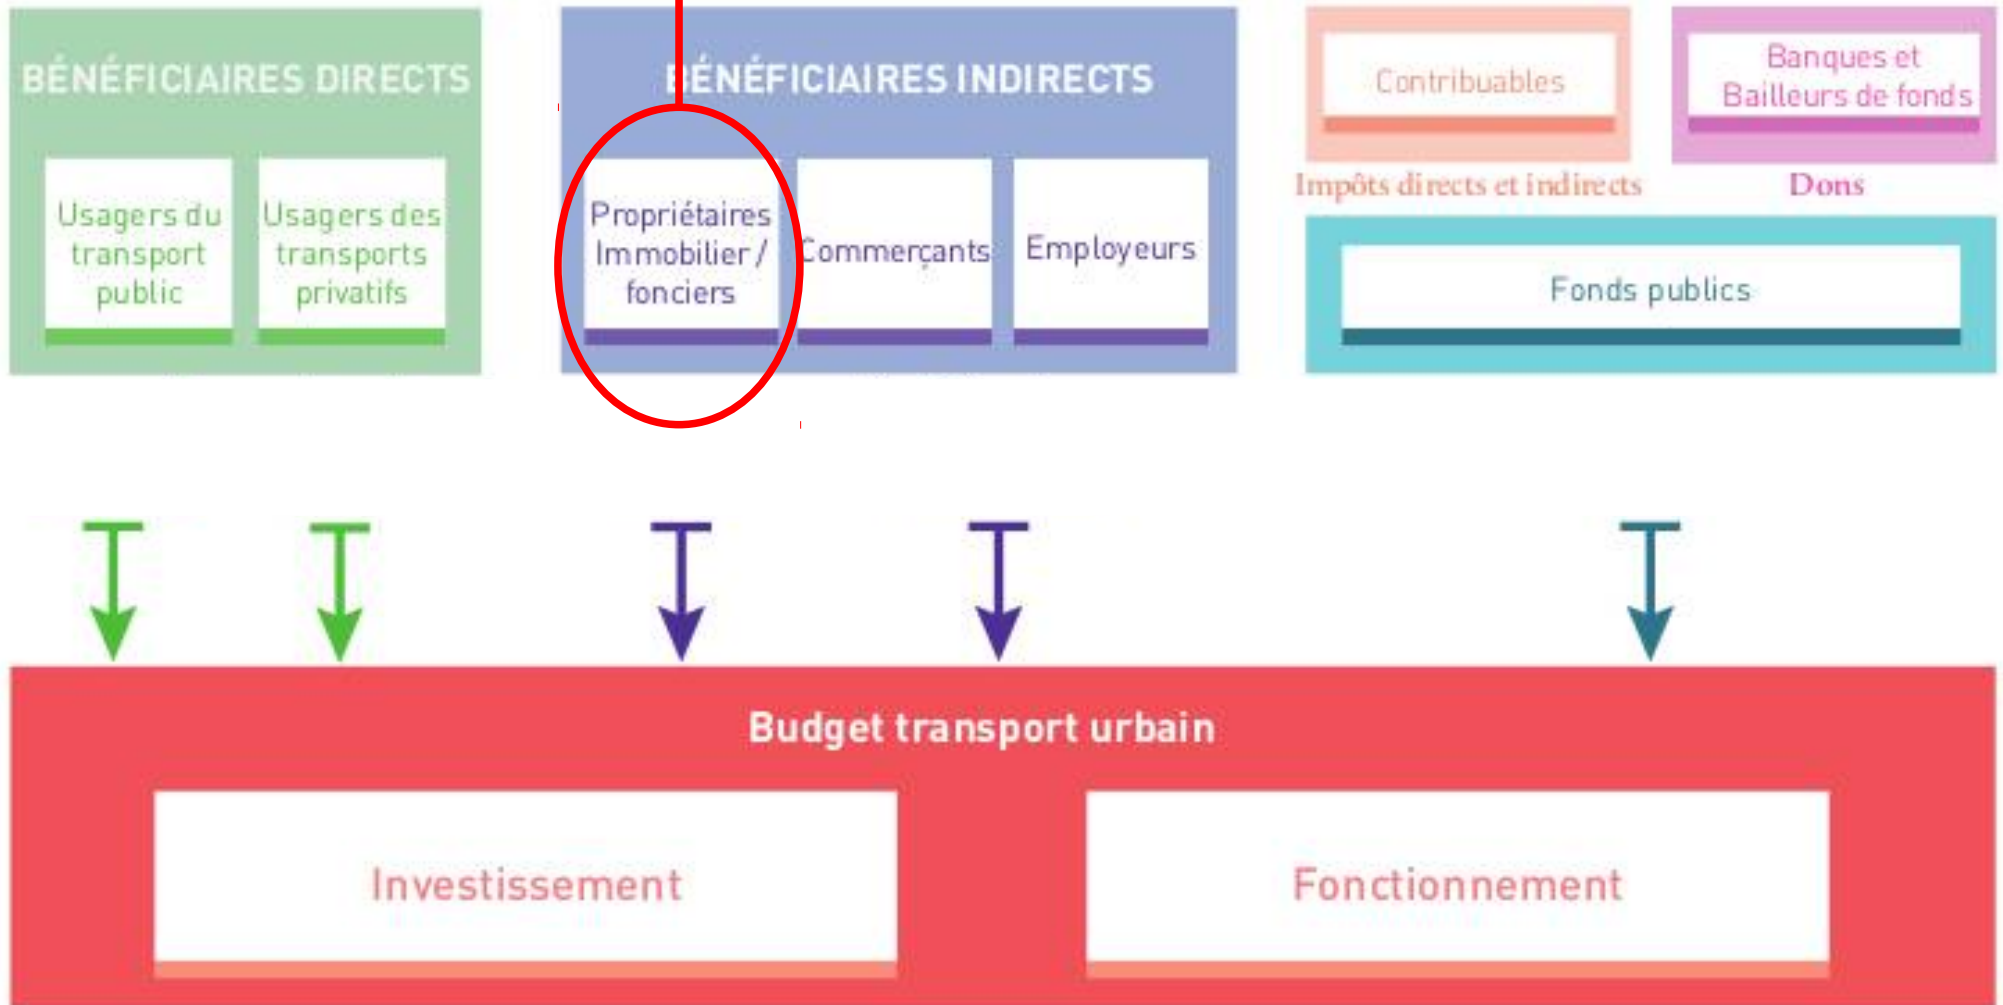 BÉNÉFICIAIRES DIRECTS
Usagers du
transport
public
Usagers des
transports
privatifs
BÉNÉFICIAIRES INDIRECTS
Propriétaires
Immobilier /
fonciers
Commerçants
Employeurs
Contribuables
Impôts directs et indirects
Banques et
Bailleurs de fonds
Dons
Fonds publics
Budget transport urbain
Investissement
Fonctionnement